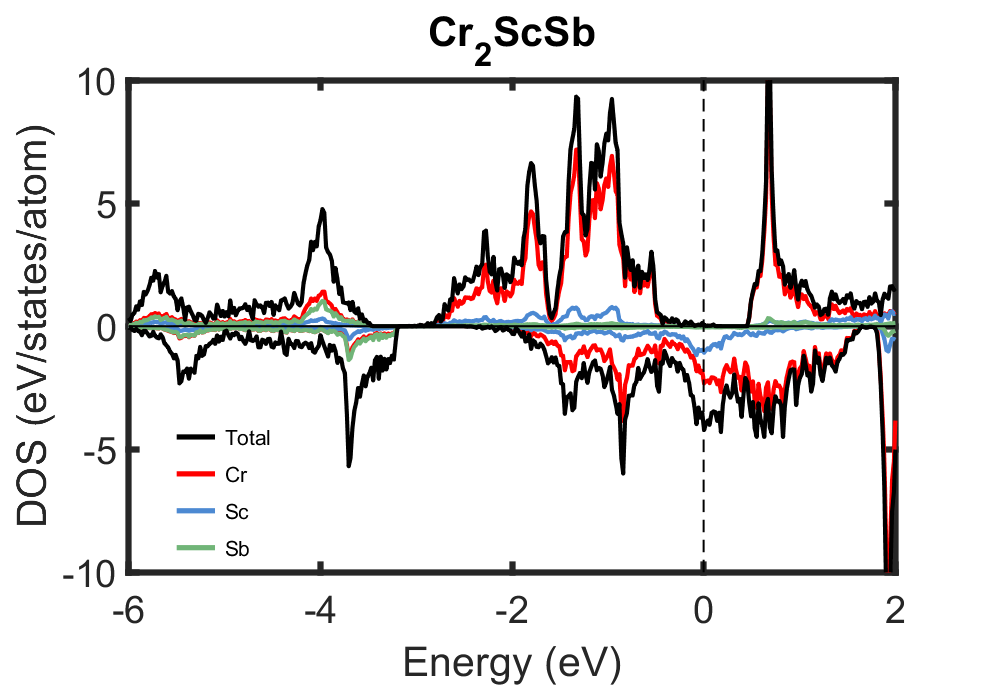 Cr2ScSb
DOS (eV/states/atom)
10
5
0
-5
-10
Total
Cr
Sc
Sb
-6 -4 -2 0 2
Energy (eV)